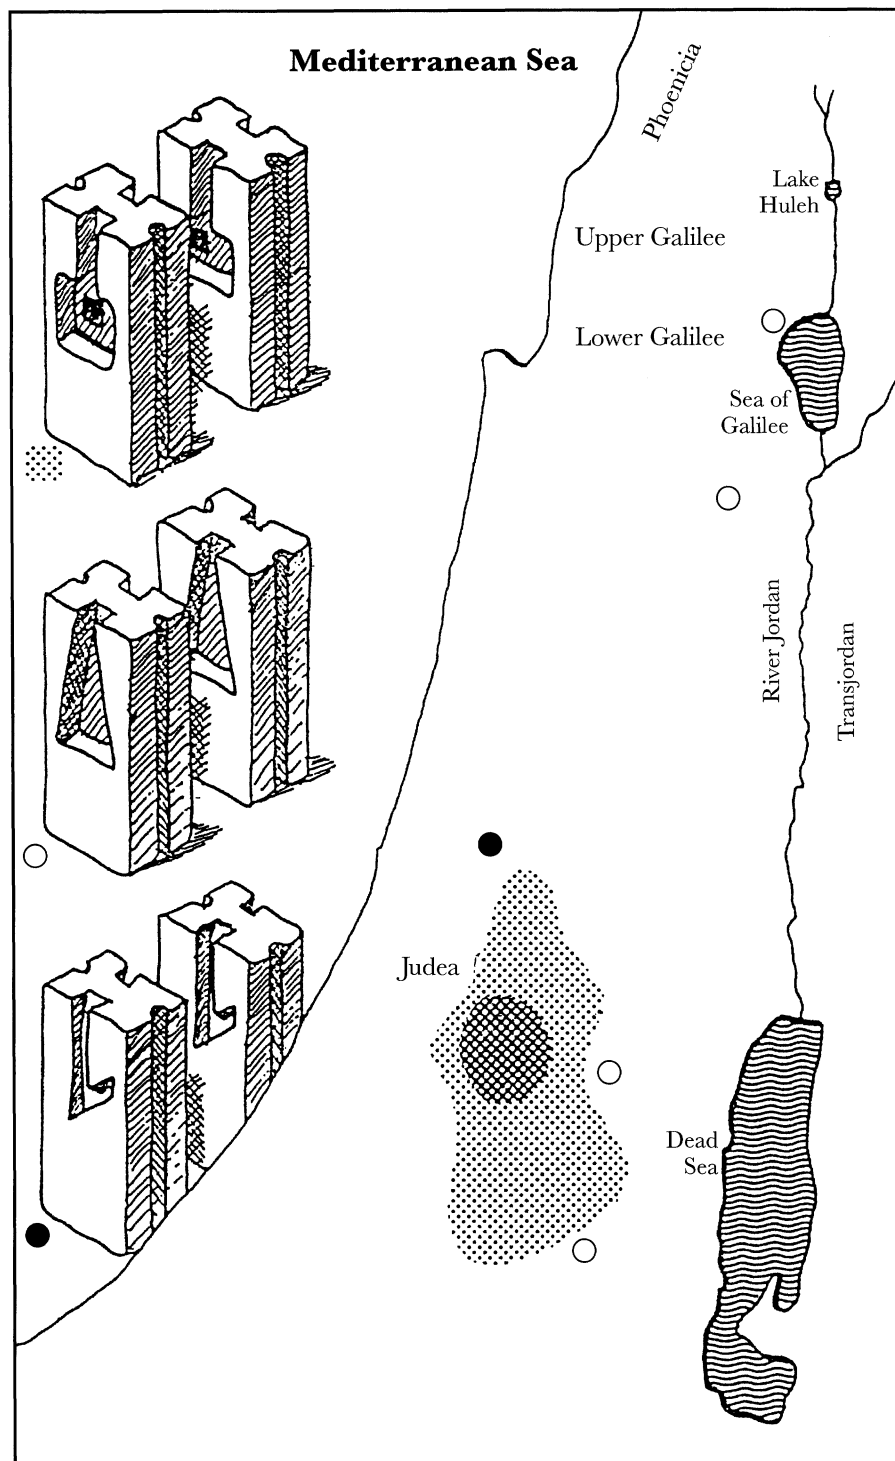 Mediterranean Sea
Phoenicia
Lake
Huleh
Upper Galilee
Lower Galilee
Sea of
Galilee
River Jordan
Transjordan
Judea
Dead
Sea